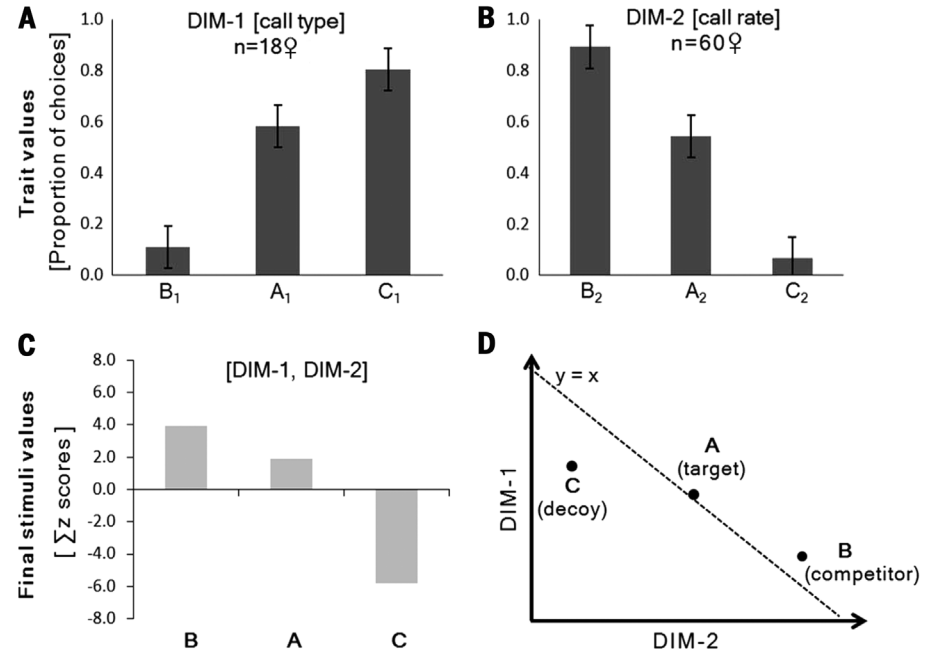 A
DIM-1 [call type]
n=18♀
Trait values
[Proportion of choices]
1.0
0.8
0.6
0.4
0.2
0.0
B₁ A₁ C₁
B
DIM-2 [call rate]
n=60♀
1.0
0.8
0.6
0.4
0.2
0.0
B₂ A₂ C₂
C
[DIM-1, DIM-2]
Final stimuli values
[ ∑z scores ]
8.0
6.0
4.0
2.0
0.0
-2.0
-4.0
-6.0
-8.0
B A C
D
y = x
A
(target)
C
(decoy)
B
(competitor)
DIM-1
DIM-2